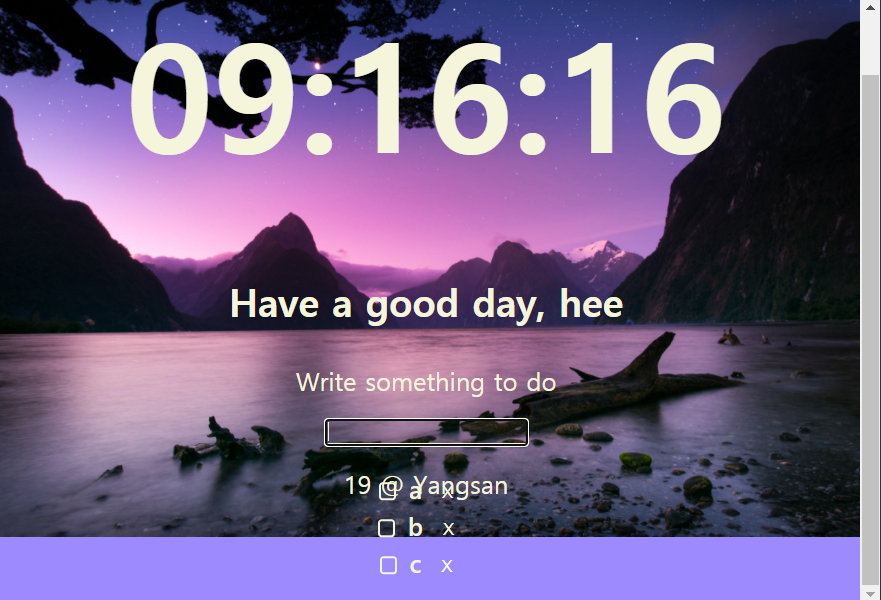 09:16:16
Have a good day, hee
Write something to do
19 @ Yangsan
a x
b x
c x